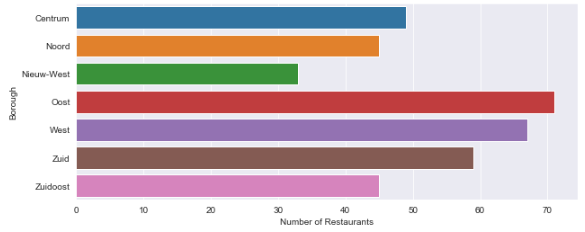 Centrum
Noord
Nieuw-West
Oost
West
Zuid
Zuidoost
Borough
0 10 20 30 40 50 60 70
Number of Restaurants